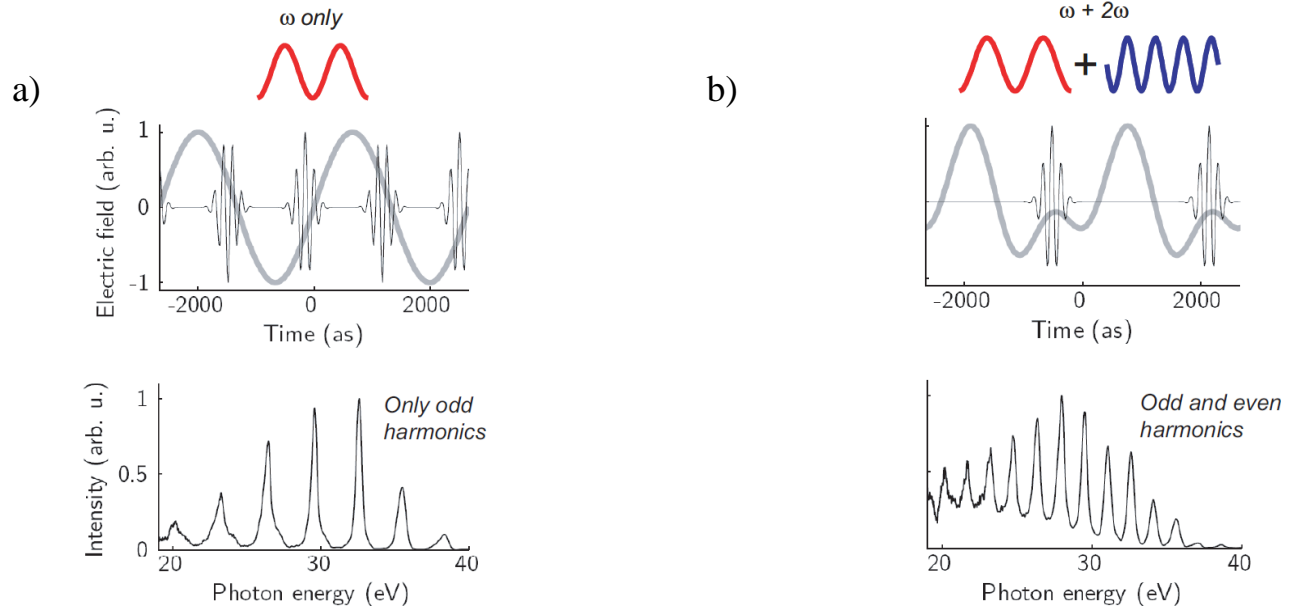 ω only
a)
Electric field (arb. u.)
1
0
-1
-2000 0 2000
Time (as)
Intensity (arb. u.)
1
0.5
0
Only odd
harmonics
20 30 40
Photon energy (eV)
ω + 2ω
b)
+
-2000 0 2000
Time (as)
Odd and even
harmonics
20 30 40
Photon energy (eV)